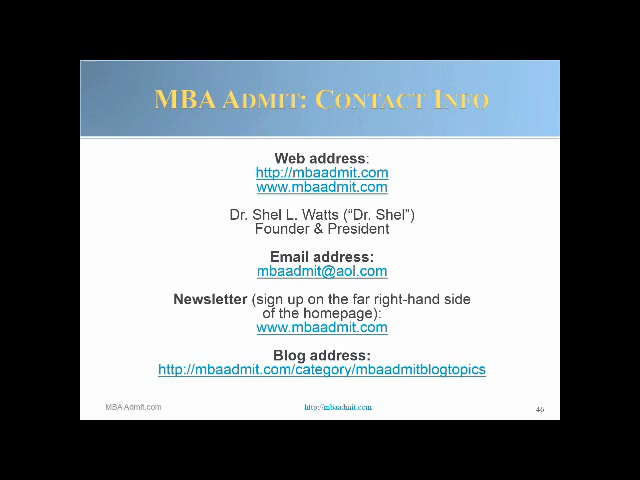 MBA ADMIT: CONTACT INFO
Web address:
http://mbaadmit.com
www.mbaadmit.com
Dr. Shel L. Watts (“Dr. Shel”)
Founder & President
Email address:
mbaadmit@aol.com
Newsletter (sign up on the far right-hand side
of the homepage):
www.mbaadmit.com
Blog address:
http://mbaadmit.com/category/mbaadmitblogtopics
MBA Admit.com
http://mbaadmit.com
46